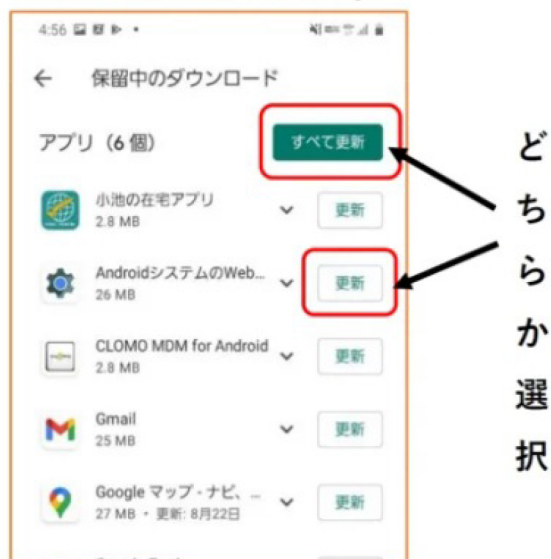 4:56
保留中のダウンロード
アプリ（6 個）
すべて更新
小池の在宅アプリ
2.8 MB
更新
AndroidシステムのWeb...
26 MB
更新
CLOMO MDM for Android
2.8 MB
更新
Gmail
25 MB
更新
Google マップ - ナビ、...
27 MB ・ 更新: 8月22日
更新
どちらか選択